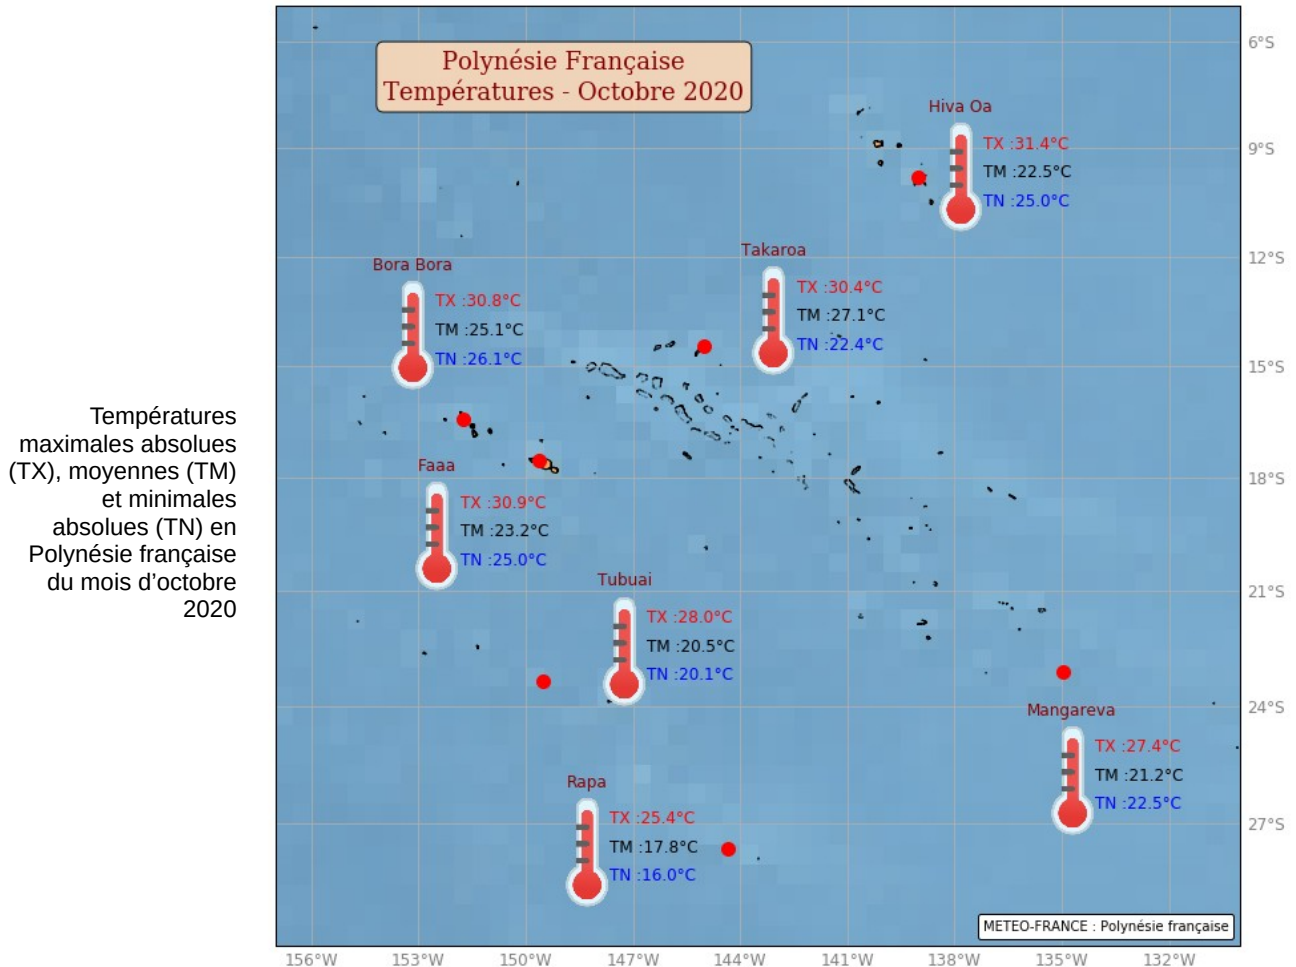 Polynésie Française
Températures - Octobre 2020
6°S
Hiva Oa
TX :31.4°C
TM :22.5°C
TN :25.0°C
9°S
12°S
Takaroa
TX :30.4°C
TM :27.1°C
TN :22.4°C
Bora Bora
TX :30.8°C
TM :25.1°C
TN :26.1°C
15°S
Températures
maximales absolues
(TX), moyennes (TM)
et minimales
absolues (TN) en
Polynésie française
du mois d’octobre
2020
Faaa
TX :30.9°C
TM :23.2°C
TN :25.0°C
18°S
Tubuai
TX :28.0°C
TM :20.5°C
TN :20.1°C
21°S
24°S
Mangareva
TX :27.4°C
TM :21.2°C
TN :22.5°C
Rapa
TX :25.4°C
TM :17.8°C
TN :16.0°C
27°S
METEO-FRANCE : Polynésie française
156°W
153°W
150°W
147°W
144°W
141°W
138°W
135°W
132°W